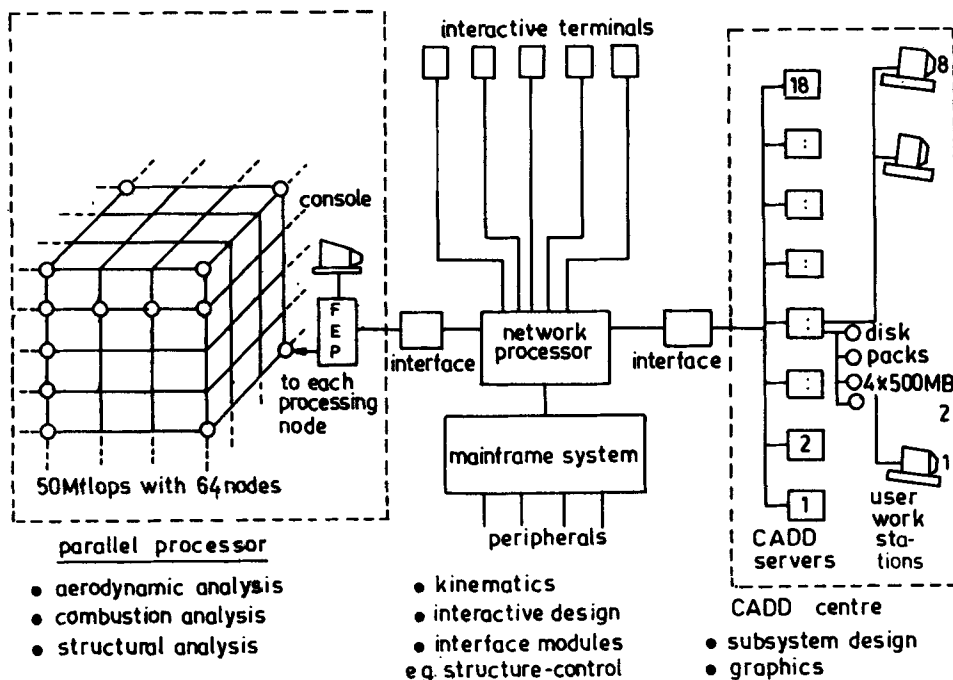 interactive terminals
console
F
E
P
interface
to each
processing
node
50Mflops with 64 nodes
parallel processor
• aerodynamic analysis
• combustion analysis
• structural analysis
network
processor
mainframe system
peripherals
• kinematics
• interactive design
• interface modules
e.g. structure-control
interface
18
:
:
:
:
:
2
1
CADD
servers
8
disk
packs
4×500MB
2
1
user
work
sta-
tions
CADD centre
• subsystem design
• graphics